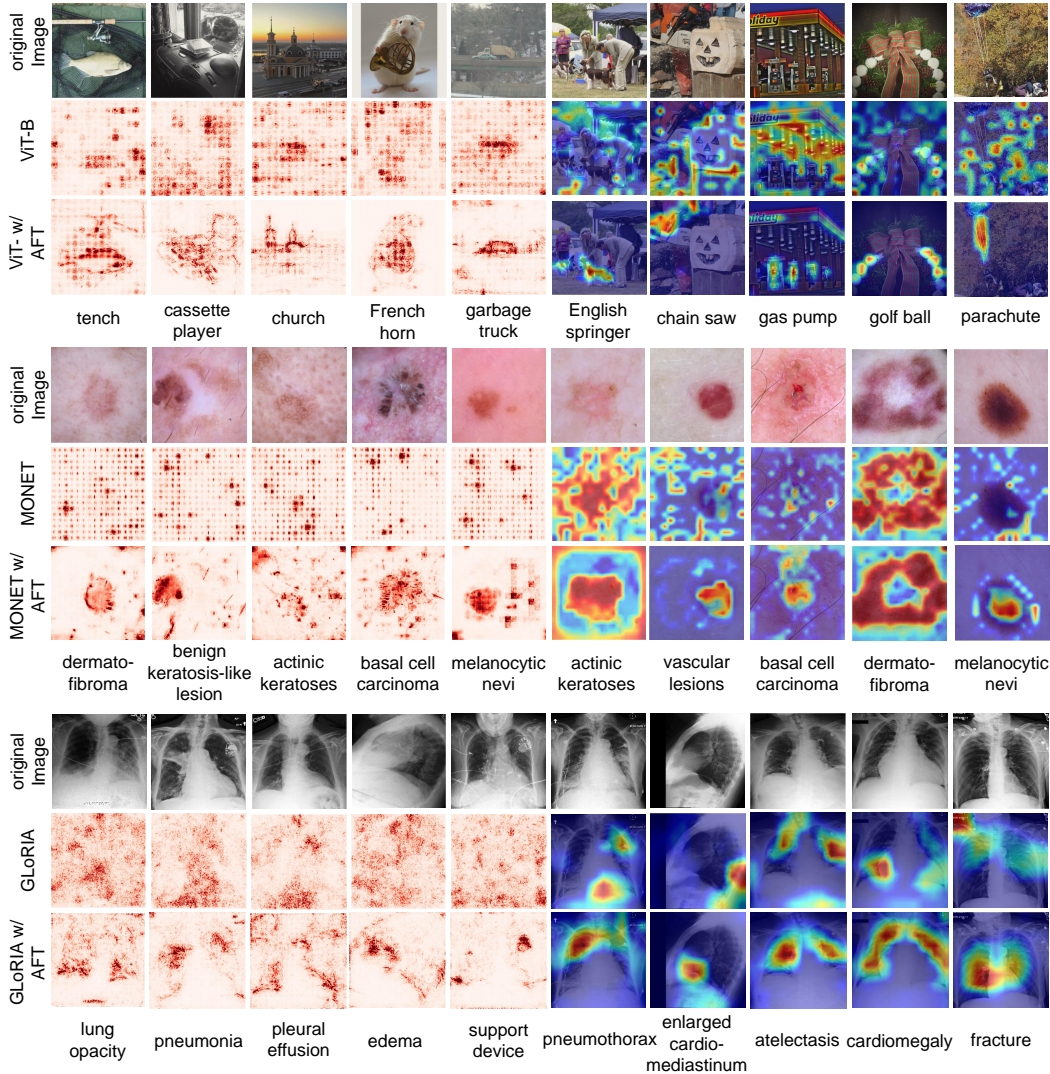 original
Image
ViT-B
ViT- w
AFT
holiday
holiday
holiday
tench
cassette
player
church
French
horn
garbage
truck
English
springer
chain saw
gas pump
golf ball
parachute
original
Image
MONET
MONET w/
AFT
dermato-
fibroma
benign
keratosis-like
lesion
actinic
keratoses
basal cell
carcinoma
melanocytic
nevi
actinic
keratoses
vascular
lesions
basal cell
carcinoma
dermato-
fibroma
melanocytic
nevi
original
Image
GLoRIA
GLoRIA w/
AFT
lung
opacity
pneumonia
pleural
effusion
edema
support
device
pneumothorax
enlarged
cardio-
mediastinum
atelectasis
cardiomegaly
fracture